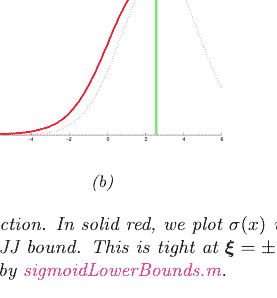 -4 -2 0 2 4 6
(b)
ction. In solid red, we plot σ(x)
JJ bound. This is tight at ξ = ±
by sigmoidLowerBounds.m.